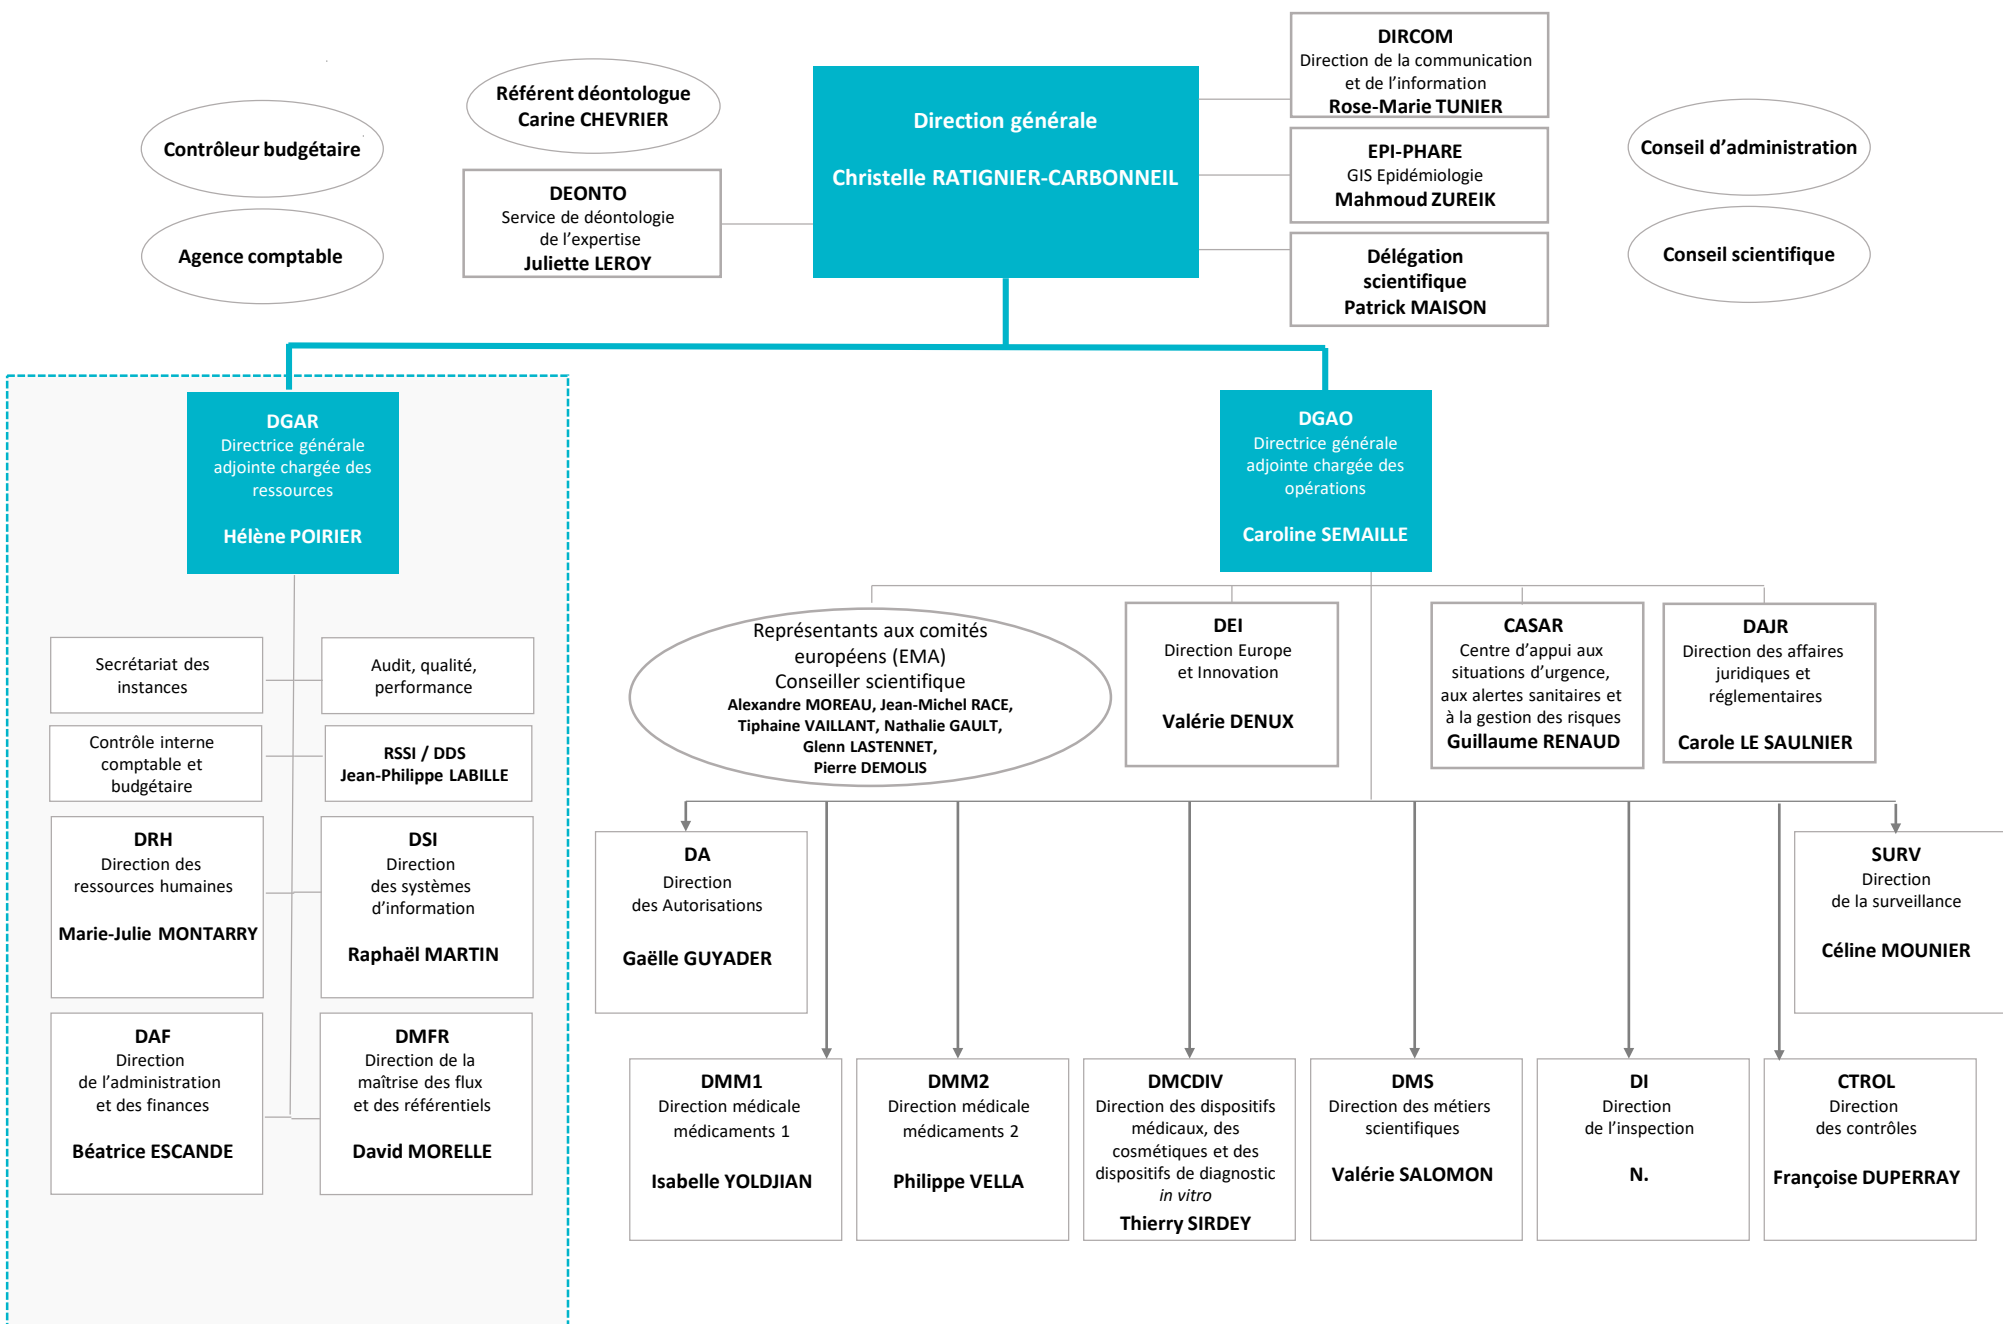 DIRCOM
Direction de la communication
et de l'information
Rose-Marie TUNIER
Référent déontologue
Carine CHEVRIER
Direction générale
Christelle RATIGNIER-CARBONNEIL
Contrôleur budgétaire
EPI-PHARE
GIS Epidémiologie
Mahmoud ZUREIK
Conseil d'administration
DEONTO
Service de déontologie
de l'expertise
Juliette LEROY
Agence comptable
Délégation
scientifique
Patrick MAISON
Conseil scientifique
DGAR
Directrice générale
adjointe chargée des
ressources
Hélène POIRIER
DGAO
Directrice générale
adjointe chargée des
opérations
Caroline SEMAILLE
Secrétariat des
instances
Audit, qualité,
performance
Contrôle interne
comptable et
budgétaire
RSSI / DDS
Jean-Philippe LABILLE
DRH
Direction des
ressources humaines
Marie-Julie MONTARRY
DSI
Direction
des systèmes
d'information
Raphaël MARTIN
DAF
Direction
de l'administration
et des finances
Béatrice ESCANDE
DMFR
Direction de la
maîtrise des flux
et des référentiels
David MORELLE
Représentants aux comités
européens (EMA)
Conseiller scientifique
Alexandre MOREAU, Jean-Michel RACE,
Tiphaine VAILLANT, Nathalie GAULT,
Glenn LASTENNET,
Pierre DEMOLIS
DEI
Direction Europe
et Innovation
Valérie DENUX
CASAR
Centre d'appui aux
situations d'urgence,
aux alertes sanitaires et
à la gestion des risques
Guillaume RENAUD
DAJR
Direction des affaires
juridiques et
réglementaires
Carole LE SAULNIER
DA
Direction
des Autorisations
Gaëlle GUYADER
SURV
Direction
de la surveillance
Céline MOUNIER
DMM1
Direction médicale
médicaments 1
Isabelle YOLDJIAN
DMM2
Direction médicale
médicaments 2
Philippe VELLA
DMCDIV
Direction des dispositifs
médicaux, des
cosmétiques et des
dispositifs de diagnostic
in vitro
Thierry SIRDEY
DMS
Direction des métiers
scientifiques
Valérie SALOMON
DI
Direction
de l'inspection
N.
CTROL
Direction
des contrôles
Françoise DUPERRAY